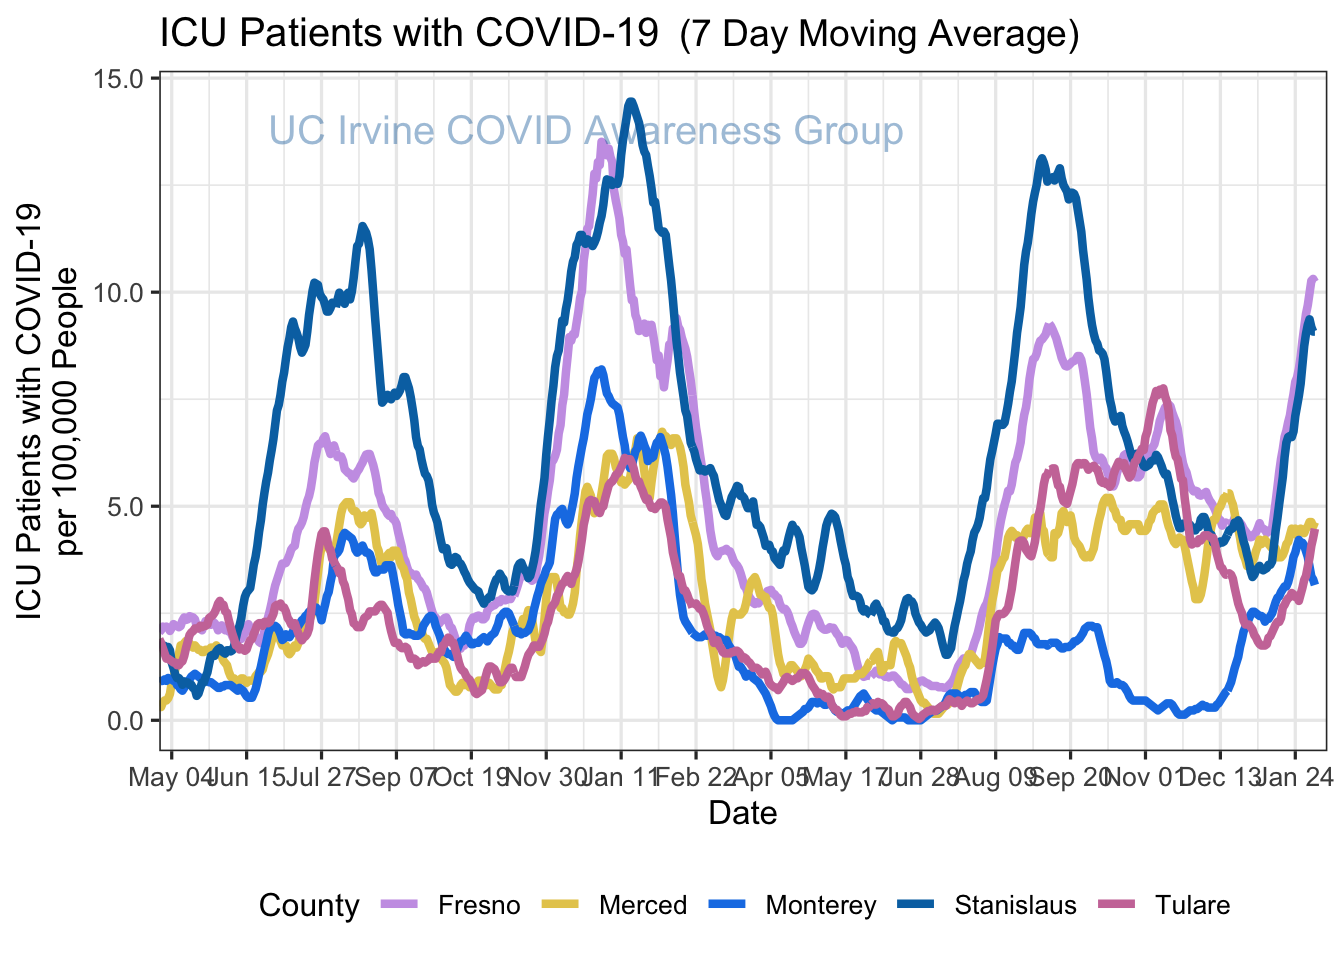 ICU Patients with COVID-19 (7 Day Moving Average)
UC Irvine COVID Awareness Group
ICU Patients with COVID-19
per 100,000 People
15.0
10.0
5.0
0.0
May 04 Jun 15 Jul 27 Sep 07 Oct 19 Nov 30 Jan 11 Feb 22 Apr 05 May 17 Jun 28 Aug 09 Sep 20 Nov 01 Dec 13 Jan 24
Date
County Fresno Merced Monterey Stanislaus Tulare